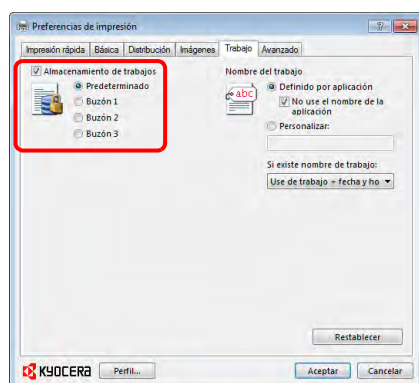 Preferencias de impresión
Impresión rápida Básica Distribución Imágenes Trabajo Avanzado
Almacenamiento de trabajos
Predeterminado
Buzón 1
Buzón 2
Buzón 3
Nombre del trabajo
abc
Definido por aplicación
No use el nombre de la
aplicación
Personalizar:
Si existe nombre de trabajo:
Use de trabajo + fecha y ho
Restablecer
KYOCERA Perfil... Aceptar Cancelar